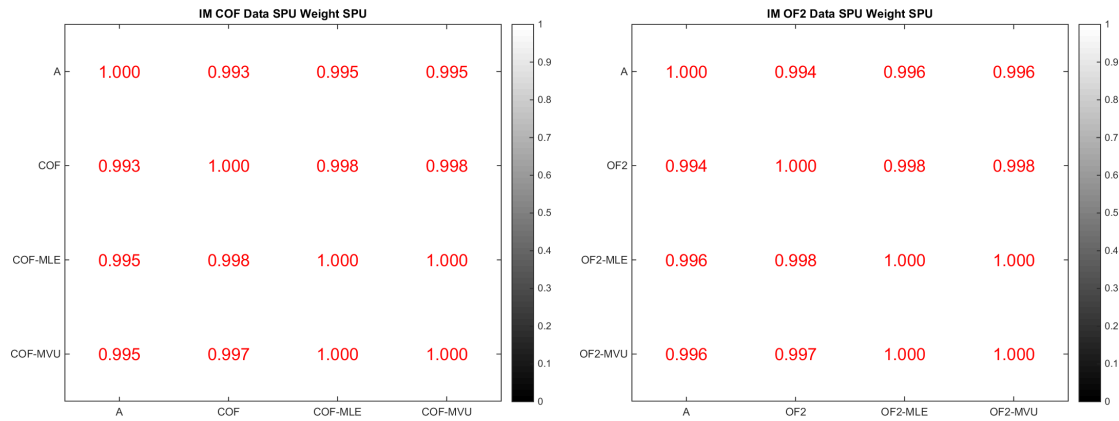 IM COF Data SPU Weight SPU
A 1.000 0.993 0.995 0.995
COF 0.993 1.000 0.998 0.998
COF-MLE 0.995 0.998 1.000 1.000
COF-MVU 0.995 0.997 1.000 1.000
A COF COF-MLE COF-MVU
1
0.9
0.8
0.7
0.6
0.5
0.4
0.3
0.2
0.1
0
IM OF2 Data SPU Weight SPU
A 1.000 0.994 0.996 0.996
OF2 0.994 1.000 0.998 0.998
OF2-MLE 0.996 0.998 1.000 1.000
OF2-MVU 0.996 0.997 1.000 1.000
A OF2 OF2-MLE OF2-MVU
1
0.9
0.8
0.7
0.6
0.5
0.4
0.3
0.2
0.1
0